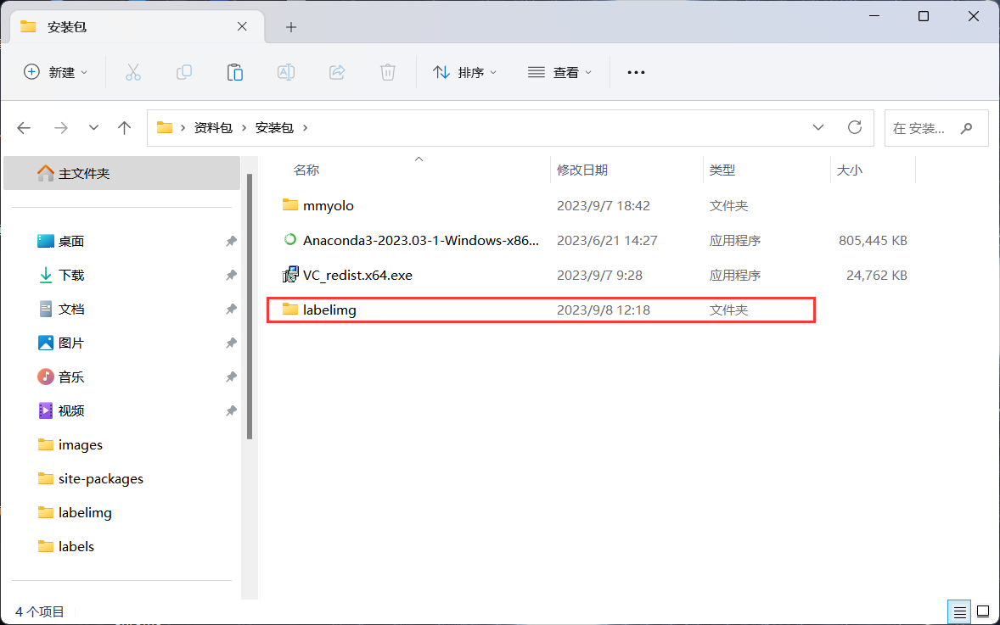 安装包
新建
排序
查看
资料包 安装包
在 安装...
主文件夹
桌面
下载
文档
图片
音乐
视频
images
site-packages
labelimg
labels
名称 修改日期 类型 大小
mmyolo 2023/9/7 18:42 文件夹
Anaconda3-2023.03-1-Windows-x86... 2023/6/21 14:27 应用程序 805,445 KB
VC_redist.x64.exe 2023/9/7 9:28 应用程序 24,762 KB
labelimg 2023/9/8 12:18 文件夹
4 个项目